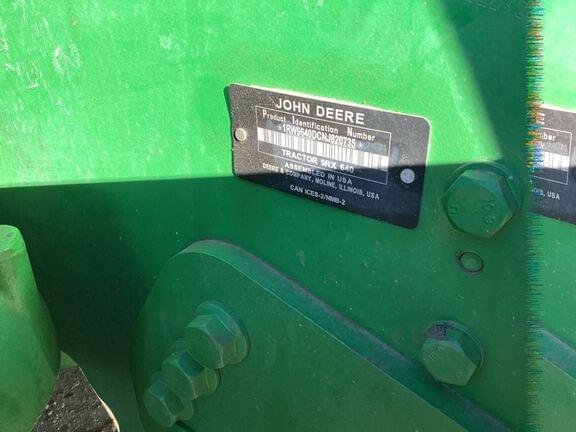 JOHN DEERE
Product Identification Number
*1RW9640DCNJ820735*
TRACTOR 9RX 640
ASSEMBLED IN USA
DEERE & COMPANY, MOLINE, ILLINOIS, USA
CAN ICES-2/NMB-2